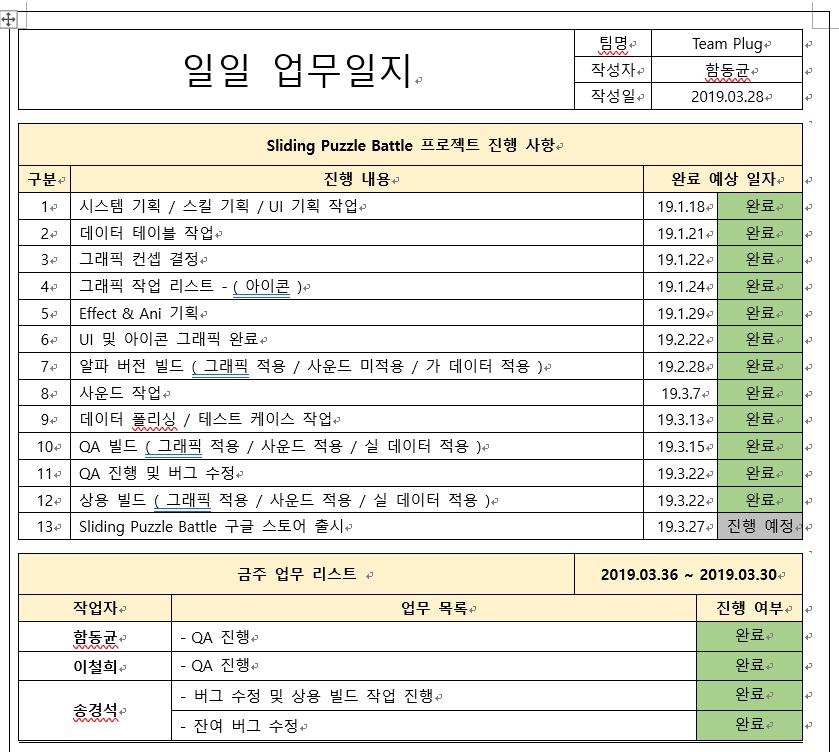 일일 업무일지
팀명 Team Plug
작성자 함동균
작성일 2019.03.28
Sliding Puzzle Battle 프로젝트 진행 사항
구분 진행 내용 완료 예상 일자
1 시스템 기획 / 스킬 기획 / UI 기획 작업 19.1.18 완료
2 데이터 테이블 작업 19.1.21 완료
3 그래픽 컨셉 결정 19.1.22 완료
4 그래픽 작업 리스트 - ( 아이콘 ) 19.1.24 완료
5 Effect & Ani 기획 19.1.29 완료
6 UI 및 아이콘 그래픽 완료 19.2.22 완료
7 알파 버전 빌드 ( 그래픽 적용 / 사운드 미적용 / 가 데이터 적용 ) 19.2.28 완료
8 사운드 작업 19.3.7 완료
9 데이터 폴리싱 / 테스트 케이스 작업 19.3.13 완료
10 QA 빌드 ( 그래픽 적용 / 사운드 적용 / 실 데이터 적용 ) 19.3.15 완료
11 QA 진행 및 버그 수정 19.3.22 완료
12 상용 빌드 ( 그래픽 적용 / 사운드 적용 / 실 데이터 적용 ) 19.3.22 완료
13 Sliding Puzzle Battle 구글 스토어 출시 19.3.27 진행 예정
금주 업무 리스트 2019.03.36 ~ 2019.03.30
작업자 업무 목록 진행 여부
함동균 - QA 진행 완료
이철희 - QA 진행 완료
송경석 - 버그 수정 및 상용 빌드 작업 진행 완료
- 잔여 버그 수정 완료